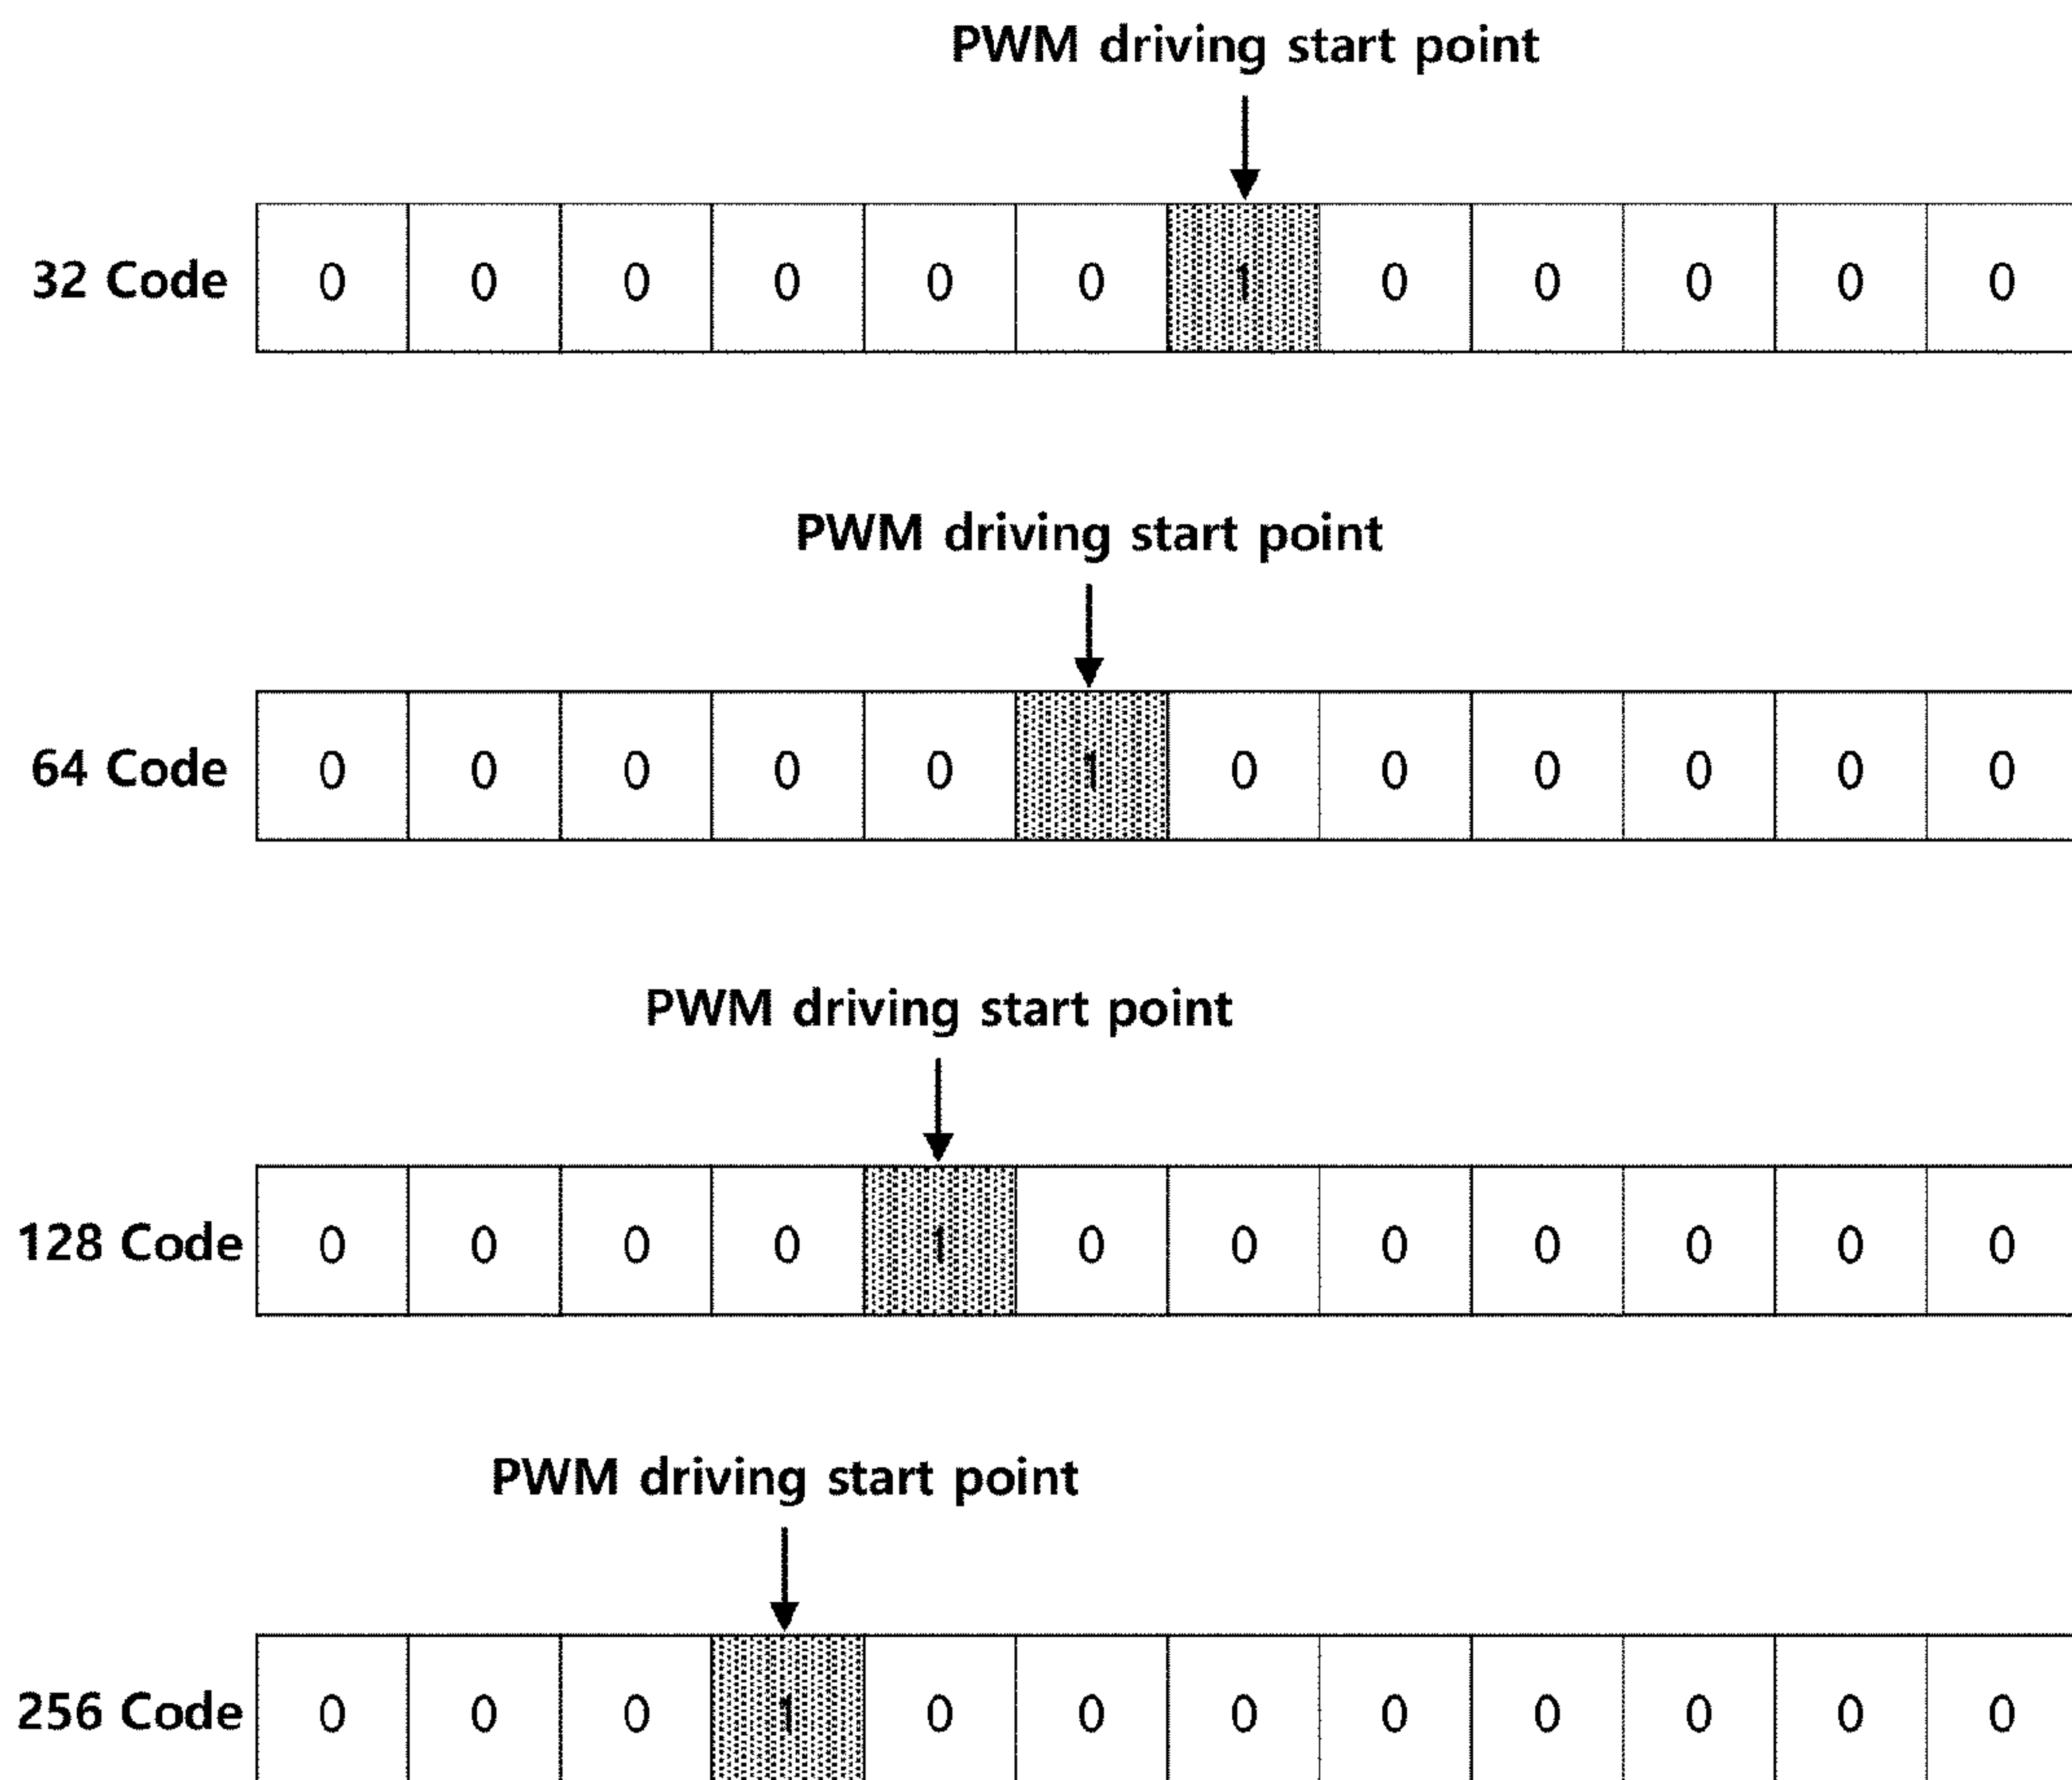 PWM driving start point
32 Code 0 0 0 0 0 0 1 0 0 0 0 0
PWM driving start point
64 Code 0 0 0 0 0 1 0 0 0 0 0 0
PWM driving start point
128 Code 0 0 0 0 1 0 0 0 0 0 0 0
PWM driving start point
256 Code 0 0 0 1 0 0 0 0 0 0 0 0